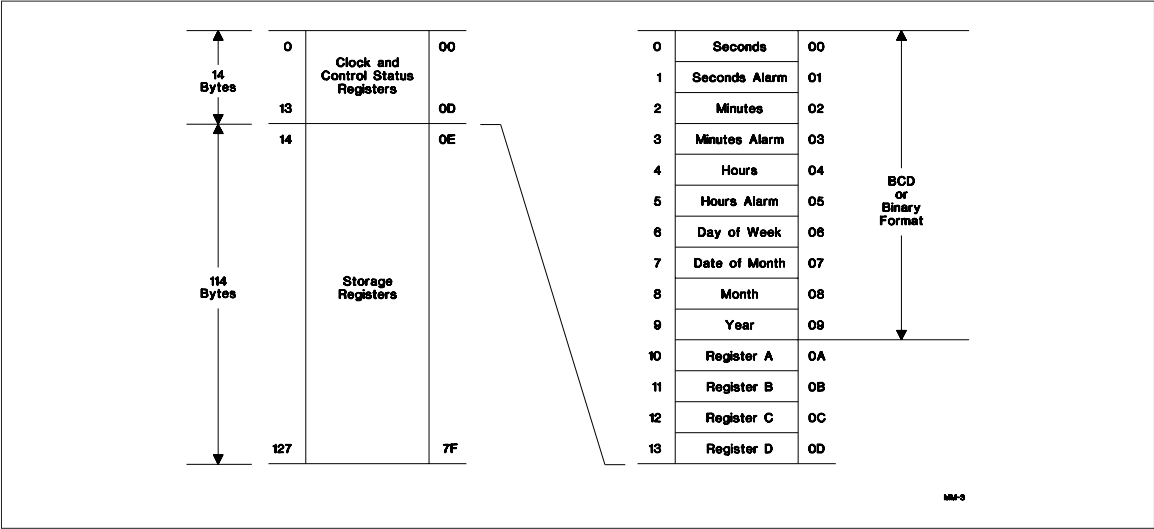 14
Bytes
0
00
Clock and
Control Status
Registers
13
0D
14
0E
114
Bytes
Storage
Registers
127
7F
0 Seconds 00
1 Seconds Alarm 01
2 Minutes 02
3 Minutes Alarm 03
4 Hours 04
5 Hours Alarm 05
6 Day of Week 06
7 Date of Month 07
8 Month 08
9 Year 09
10 Register A 0A
11 Register B 0B
12 Register C 0C
13 Register D 0D
BCD
or
Binary
Format
MM-3